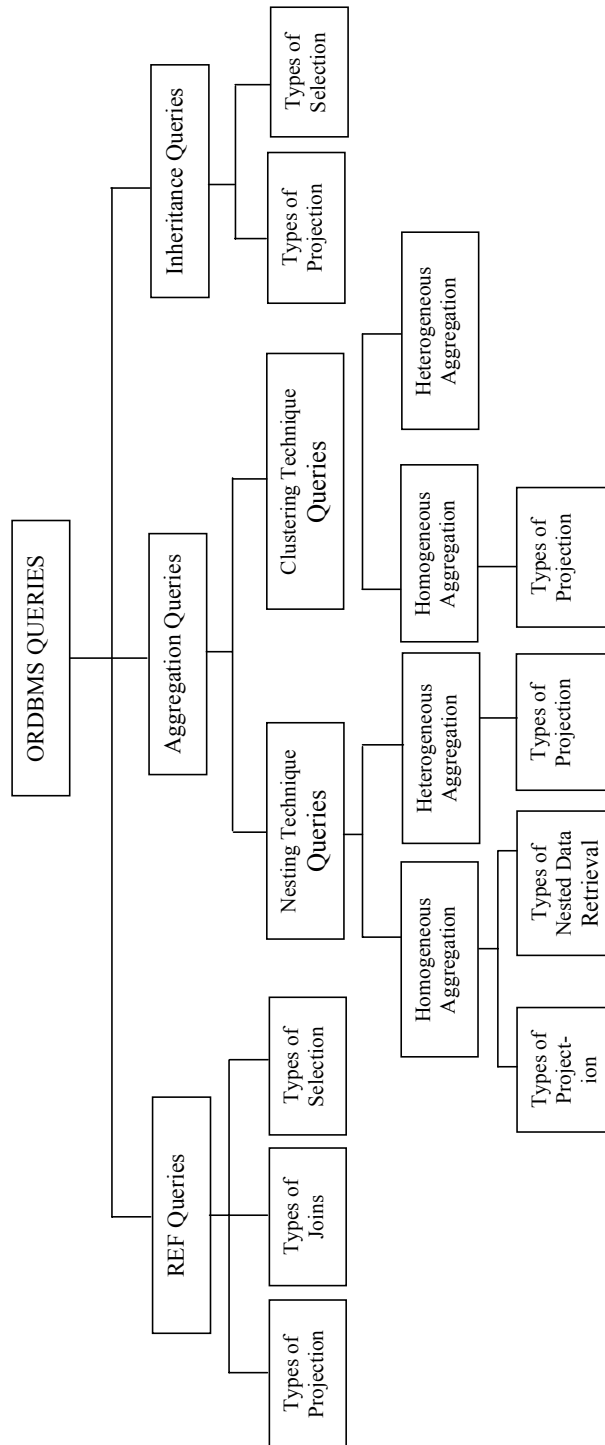 ORDBMS QUERIES
REF Queries
Aggregation Queries
Inheritance Queries
Types of
Projection
Types of
Joins
Types of
Selection
Nesting Technique
Queries
Clustering Technique
Queries
Types of
Projection
Types of
Selection
Homogeneous
Aggregation
Heterogeneous
Aggregation
Homogeneous
Aggregation
Heterogeneous
Aggregation
Types of
Project-
ion
Types of
Nested Data
Retrieval
Types of
Projection
Types of
Projection